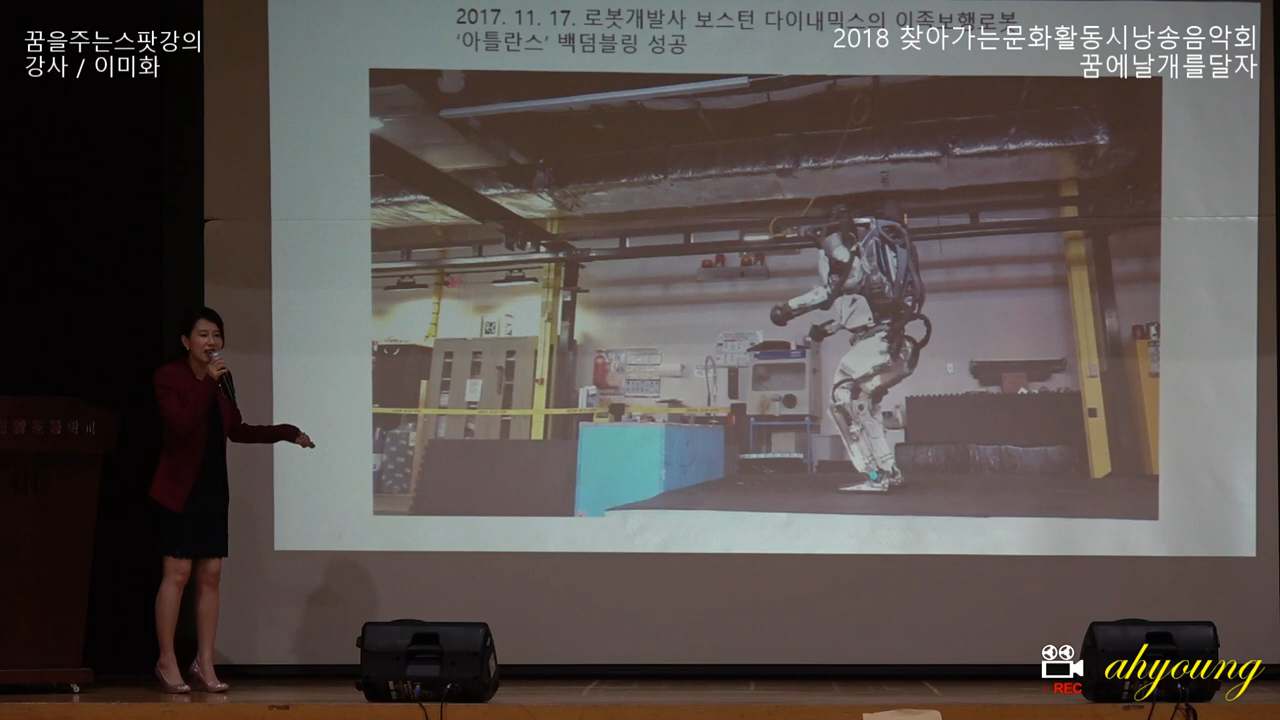 꿈을주는스팟강의
강사 / 이미화
2017. 11. 17. 로봇개발사 보스턴 다이내믹스의 이족보행로봇
‘아틀란스’ 백덤블링 성공
2018 찾아가는문화활동시낭송음악회
꿈에날개를달자
REC
ahyoung